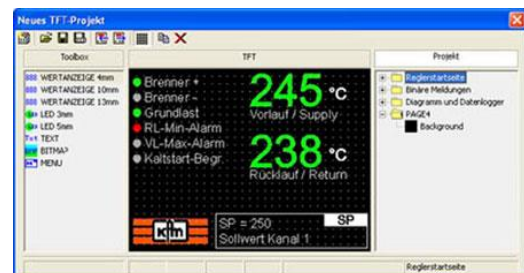 Neues TFT-Projekt
Toolbox
TFT
Projekt
WERTANZEIGE 4mm
WERTANZEIGE 10mm
WERTANZEIGE 13mm
LED 3mm
LED 5mm
Txt TEXT
BITMAP
MENU
Brenner +
Brenner -
Grundlast
RL-Min-Alarm
VL-Max-Alarm
Kaltstart-Begr.
245 °C
Vorlauf / Supply
238 °C
Rücklauf / Return
kfm
SP = 250
SP
Sollwert Kanal 1
Reglerstartseite
Binäre Meldungen
Diagramm und Datenlogger
PAGE4
Background
Reglerstartseite